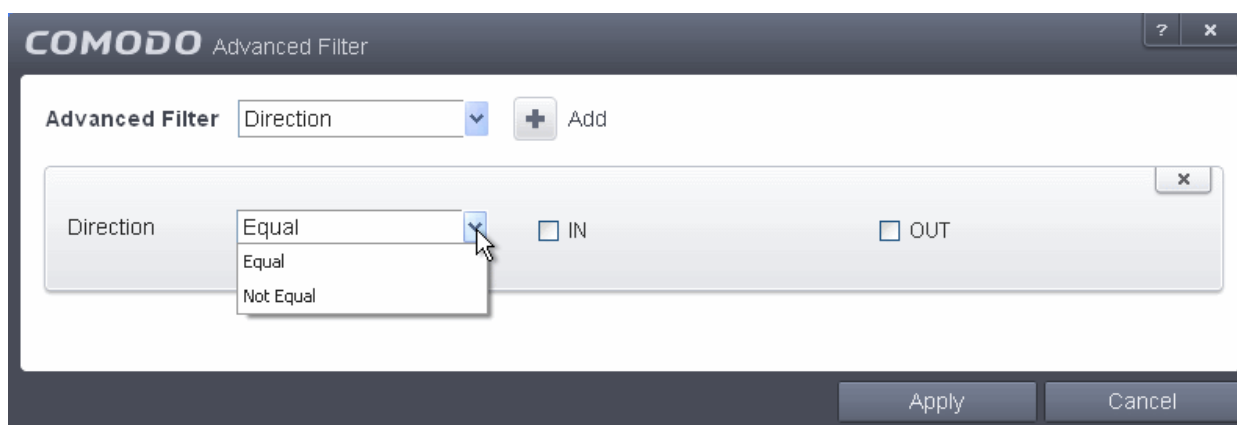 COMODO Advanced Filter ? x
Advanced Filter Direction + Add
x
Direction Equal IN OUT
Equal
Not Equal
Apply Cancel